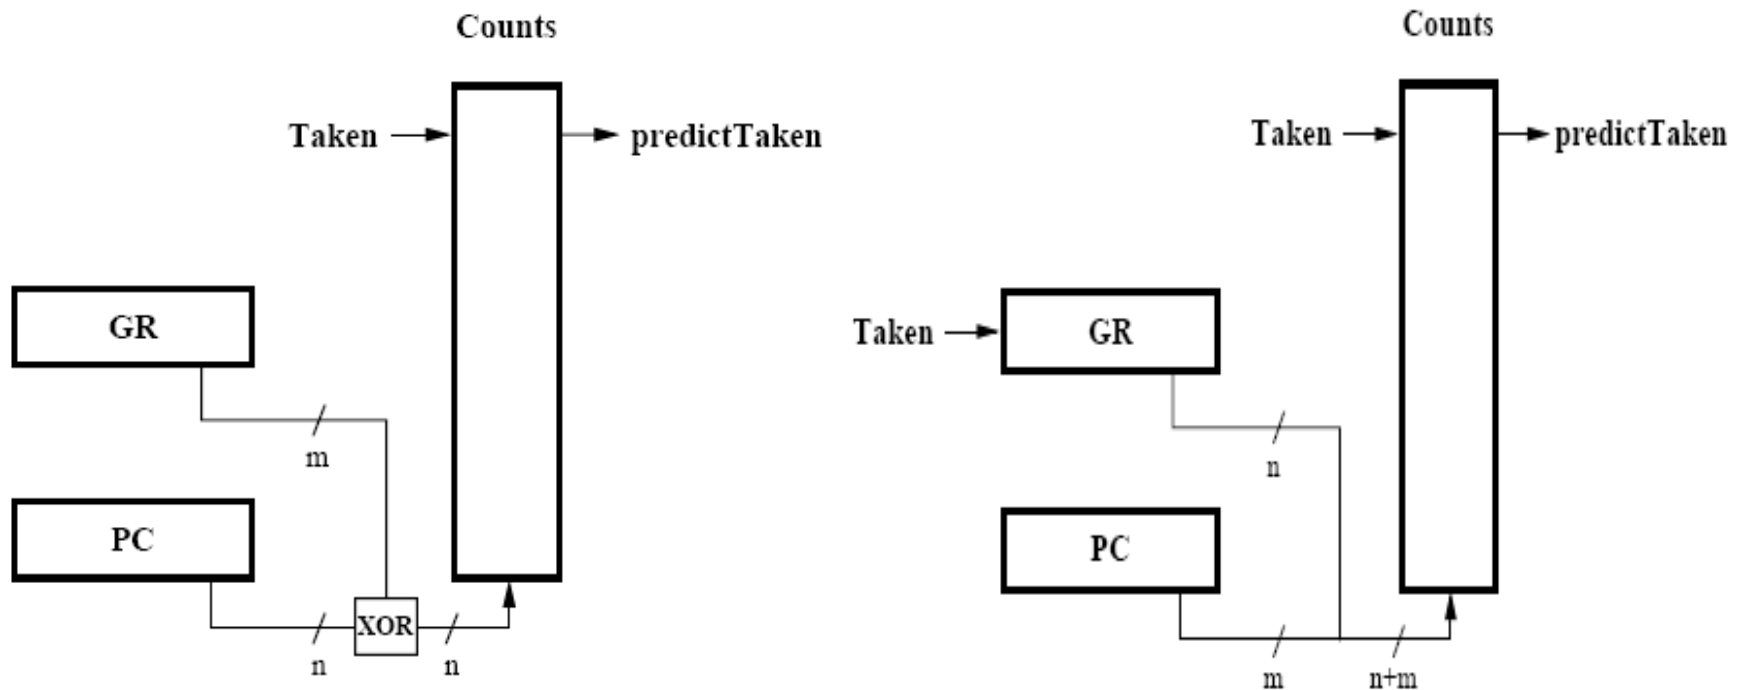 Counts
Taken
predictTaken
GR
m
PC
XOR
n
n
Counts
Taken
predictTaken
Taken
GR
n
PC
m
n+m